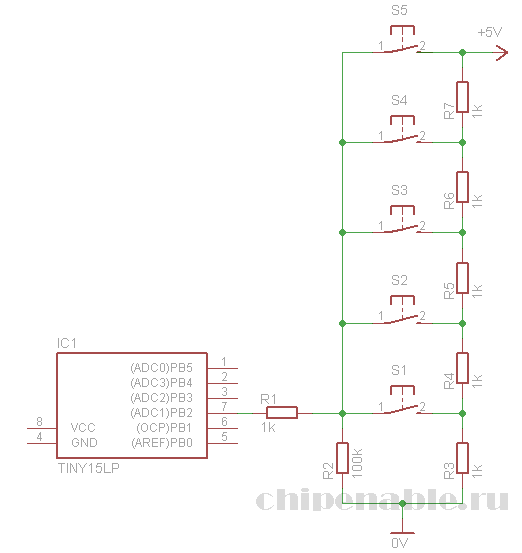 S5
+5V
1 2
R7
1k
S4
1 2
R6
1k
S3
1 2
R5
1k
S2
1 2
R4
1k
IC1
S1
(ADC0)PB5 1
(ADC3)PB4 2
(ADC2)PB3 3
(ADC1)PB2 7
8 VCC (OCP)PB1 6
4 GND (AREF)PB0 5
TINY15LP
R1
1k
1 2
R2
100k
R3
1k
chipenable.ru
0V